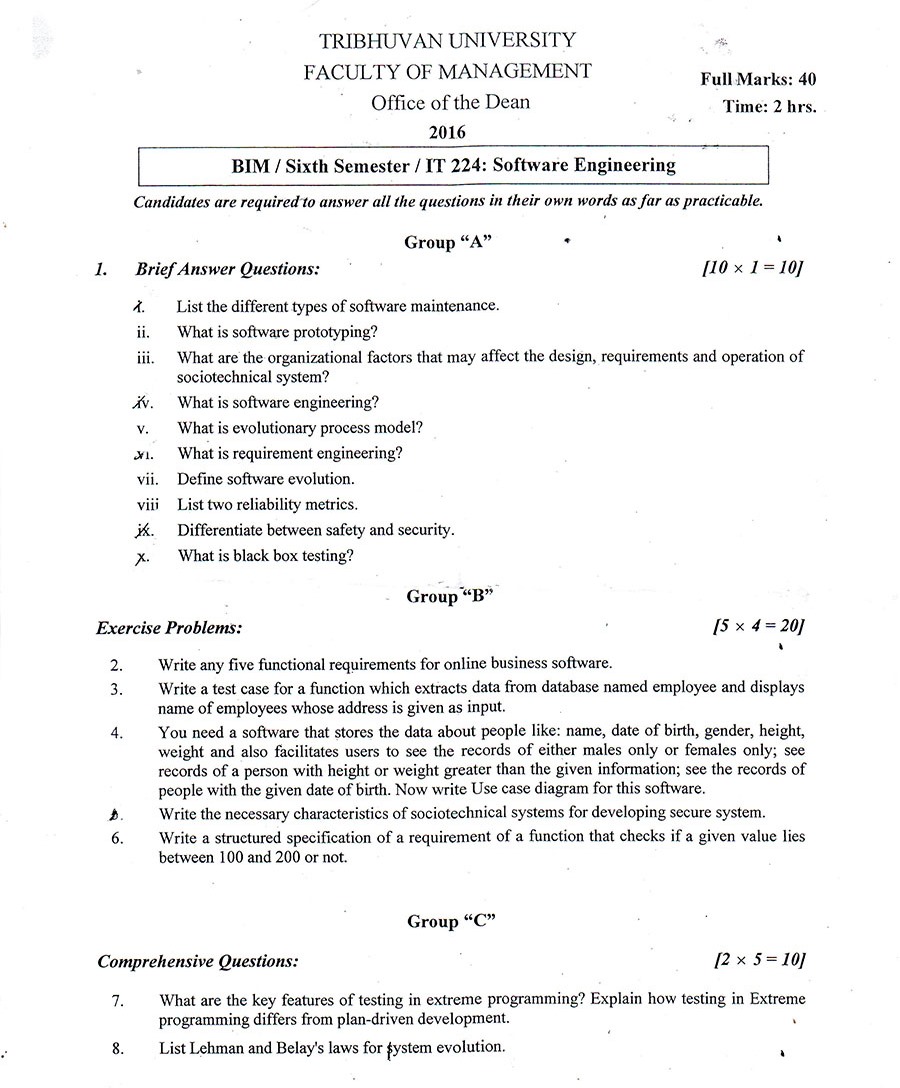 TRIBHUVAN UNIVERSITY
FACULTY OF MANAGEMENT
Office of the Dean
2016
Full Marks: 40
Time: 2 hrs.
BIM / Sixth Semester / IT 224: Software Engineering
Candidates are required to answer all the questions in their own words as far as practicable.
Group “A”
1. Brief Answer Questions: [10 × 1 = 10]
i. List the different types of software maintenance.
ii. What is software prototyping?
iii. What are the organizational factors that may affect the design, requirements and operation of
sociotechnical system?
iv. What is software engineering?
v. What is evolutionary process model?
vi. What is requirement engineering?
vii. Define software evolution.
viii List two reliability metrics.
ix. Differentiate between safety and security.
x. What is black box testing?
Group “B”
Exercise Problems: [5 × 4 = 20]
2. Write any five functional requirements for online business software.
3. Write a test case for a function which extracts data from database named employee and displays
name of employees whose address is given as input.
4. You need a software that stores the data about people like: name, date of birth, gender, height,
weight and also facilitates users to see the records of either males only or females only; see
records of a person with height or weight greater than the given information; see the records of
people with the given date of birth. Now write Use case diagram for this software.
5. Write the necessary characteristics of sociotechnical systems for developing secure system.
6. Write a structured specification of a requirement of a function that checks if a given value lies
between 100 and 200 or not.
Group “C”
Comprehensive Questions: [2 × 5 = 10]
7. What are the key features of testing in extreme programming? Explain how testing in Extreme
programming differs from plan-driven development.
8. List Lehman and Belay's laws for system evolution.